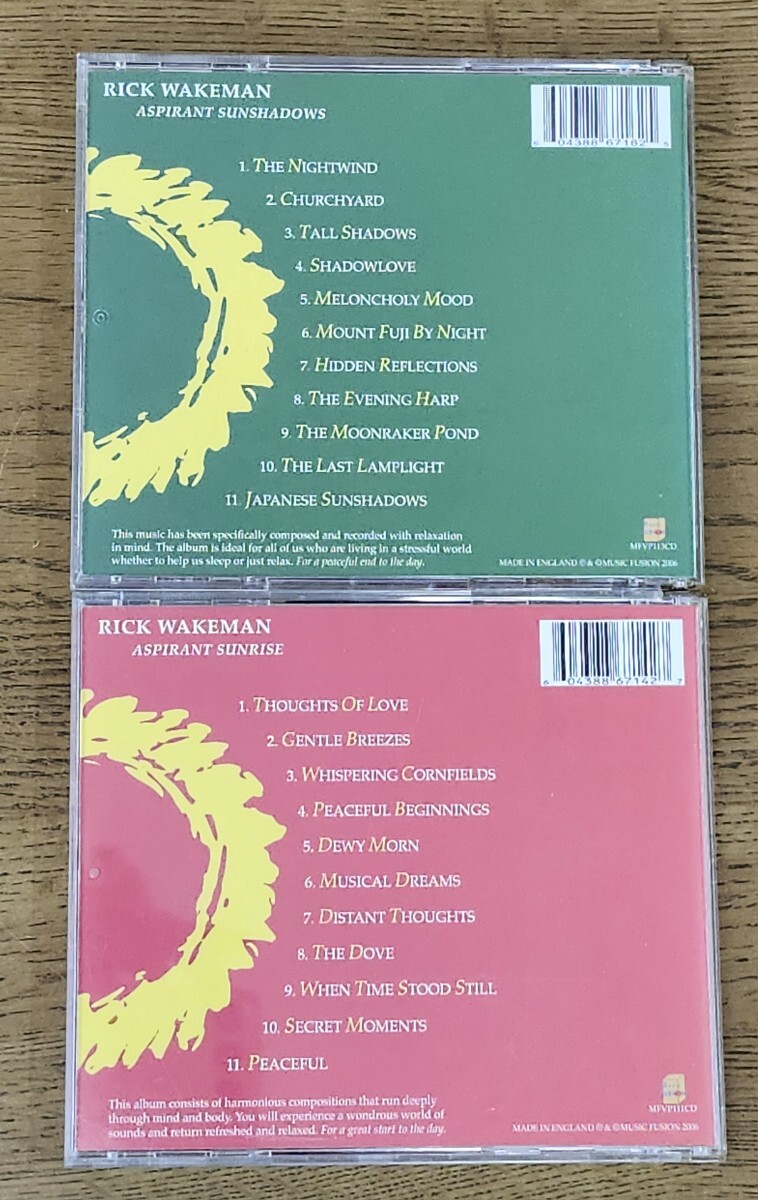 RICK WAKEMAN
ASPIRANT SUNSHADOWS
6 04388 67182 5
1. THE NIGHTWIND
2. CHURCHYARD
3. TALL SHADOWS
4. SHADOWLOVE
5. MELONCHOLY MOOD
6. MOUNT FUJI BY NIGHT
7. HIDDEN REFLECTIONS
8. THE EVENING HARP
9. THE MOONRAKER POND
10. THE LAST LAMPLIGHT
11. JAPANESE SUNSHADOWS
This music has been specifically composed and recorded with relaxation
in mind. The album is ideal for all of us who are living in a stressful world
whether to help us sleep or just relax. For a peaceful end to the day.
MFVP113CD
MADE IN ENGLAND ℗ & © MUSIC FUSION 2006
RICK WAKEMAN
ASPIRANT SUNRISE
6 04388 67142 7
1. THOUGHTS OF LOVE
2. GENTLE BREEZES
3. WHISPERING CORNFIELDS
4. PEACEFUL BEGINNINGS
5. DEWY MORN
6. MUSICAL DREAMS
7. DISTANT THOUGHTS
8. THE DOVE
9. WHEN TIME STOOD STILL
10. SECRET MOMENTS
11. PEACEFUL
This album consists of harmonious compositions that run deeply
through mind and body. You will experience a wondrous world of
sounds and return refreshed and relaxed. For a great start to the day.
MFVP111CD
MADE IN ENGLAND ℗ & © MUSIC FUSION 2006